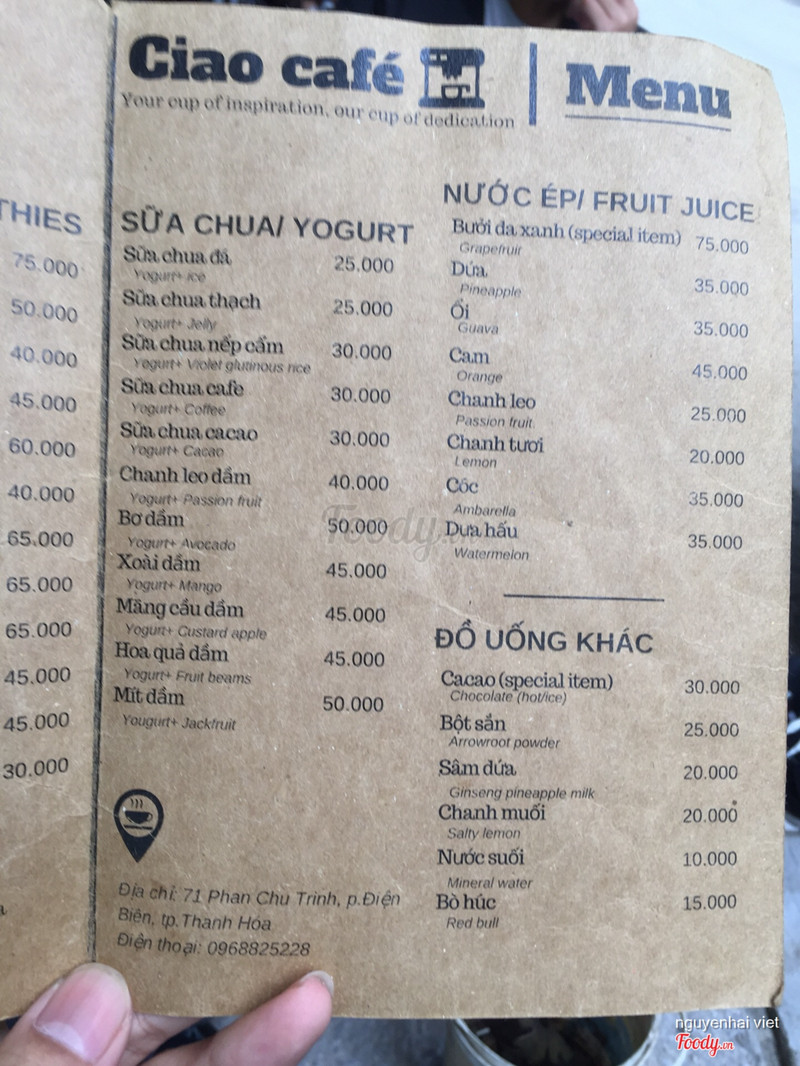 THIES
75.000
50.000
40.000
45.000
60.000
40.000
65.000
65.000
65.000
45.000
45.000
30.000
Ciao café
Your cup of inspiration, our cup of dedication
Menu
SỮA CHUA/ YOGURT
Sữa chua đá 25.000
Yogurt+ ice
Sữa chua thạch 25.000
Yogurt+ Jelly
Sữa chua nếp cẩm 30.000
Yogurt+ Violet glutinous rice
Sữa chua cafe 30.000
Yogurt+ Coffee
Sữa chua cacao 30.000
Yogurt+ Cacao
Chanh leo dầm 40.000
Yogurt+ Passion fruit
Bơ dầm 50.000
Yogurt+ Avocado
Xoài dầm 45.000
Yogurt+ Mango
Mãng cầu dầm 45.000
Yogurt+ Custard apple
Hoa quả dầm 45.000
Yogurt+ Fruit beams
Mít dầm 50.000
Yougurt+ Jackfruit
Địa chỉ: 71 Phan Chu Trinh, p.Điện
Biên, tp.Thanh Hóa
Điện thoại: 0968825228
NƯỚC ÉP/ FRUIT JUICE
Bưởi da xanh (special item) 75.000
Grapefruit
Dứa 35.000
Pineapple
Ổi 35.000
Guava
Cam 45.000
Orange
Chanh leo 25.000
Passion fruit
Chanh tươi 20.000
Lemon
Cóc 35.000
Ambarella
Dưa hấu 35.000
Watermelon
ĐỒ UỐNG KHÁC
Cacao (special item) 30.000
Chocolate (hot/ice)
Bột sắn 25.000
Arrowroot powder
Sâm dứa 20.000
Ginseng pineapple milk
Chanh muối 20.000
Salty lemon
Nước suối 10.000
Mineral water
Bò húc 15.000
Red bull
Foody.vn
nguyenhai viet
Foody.vn